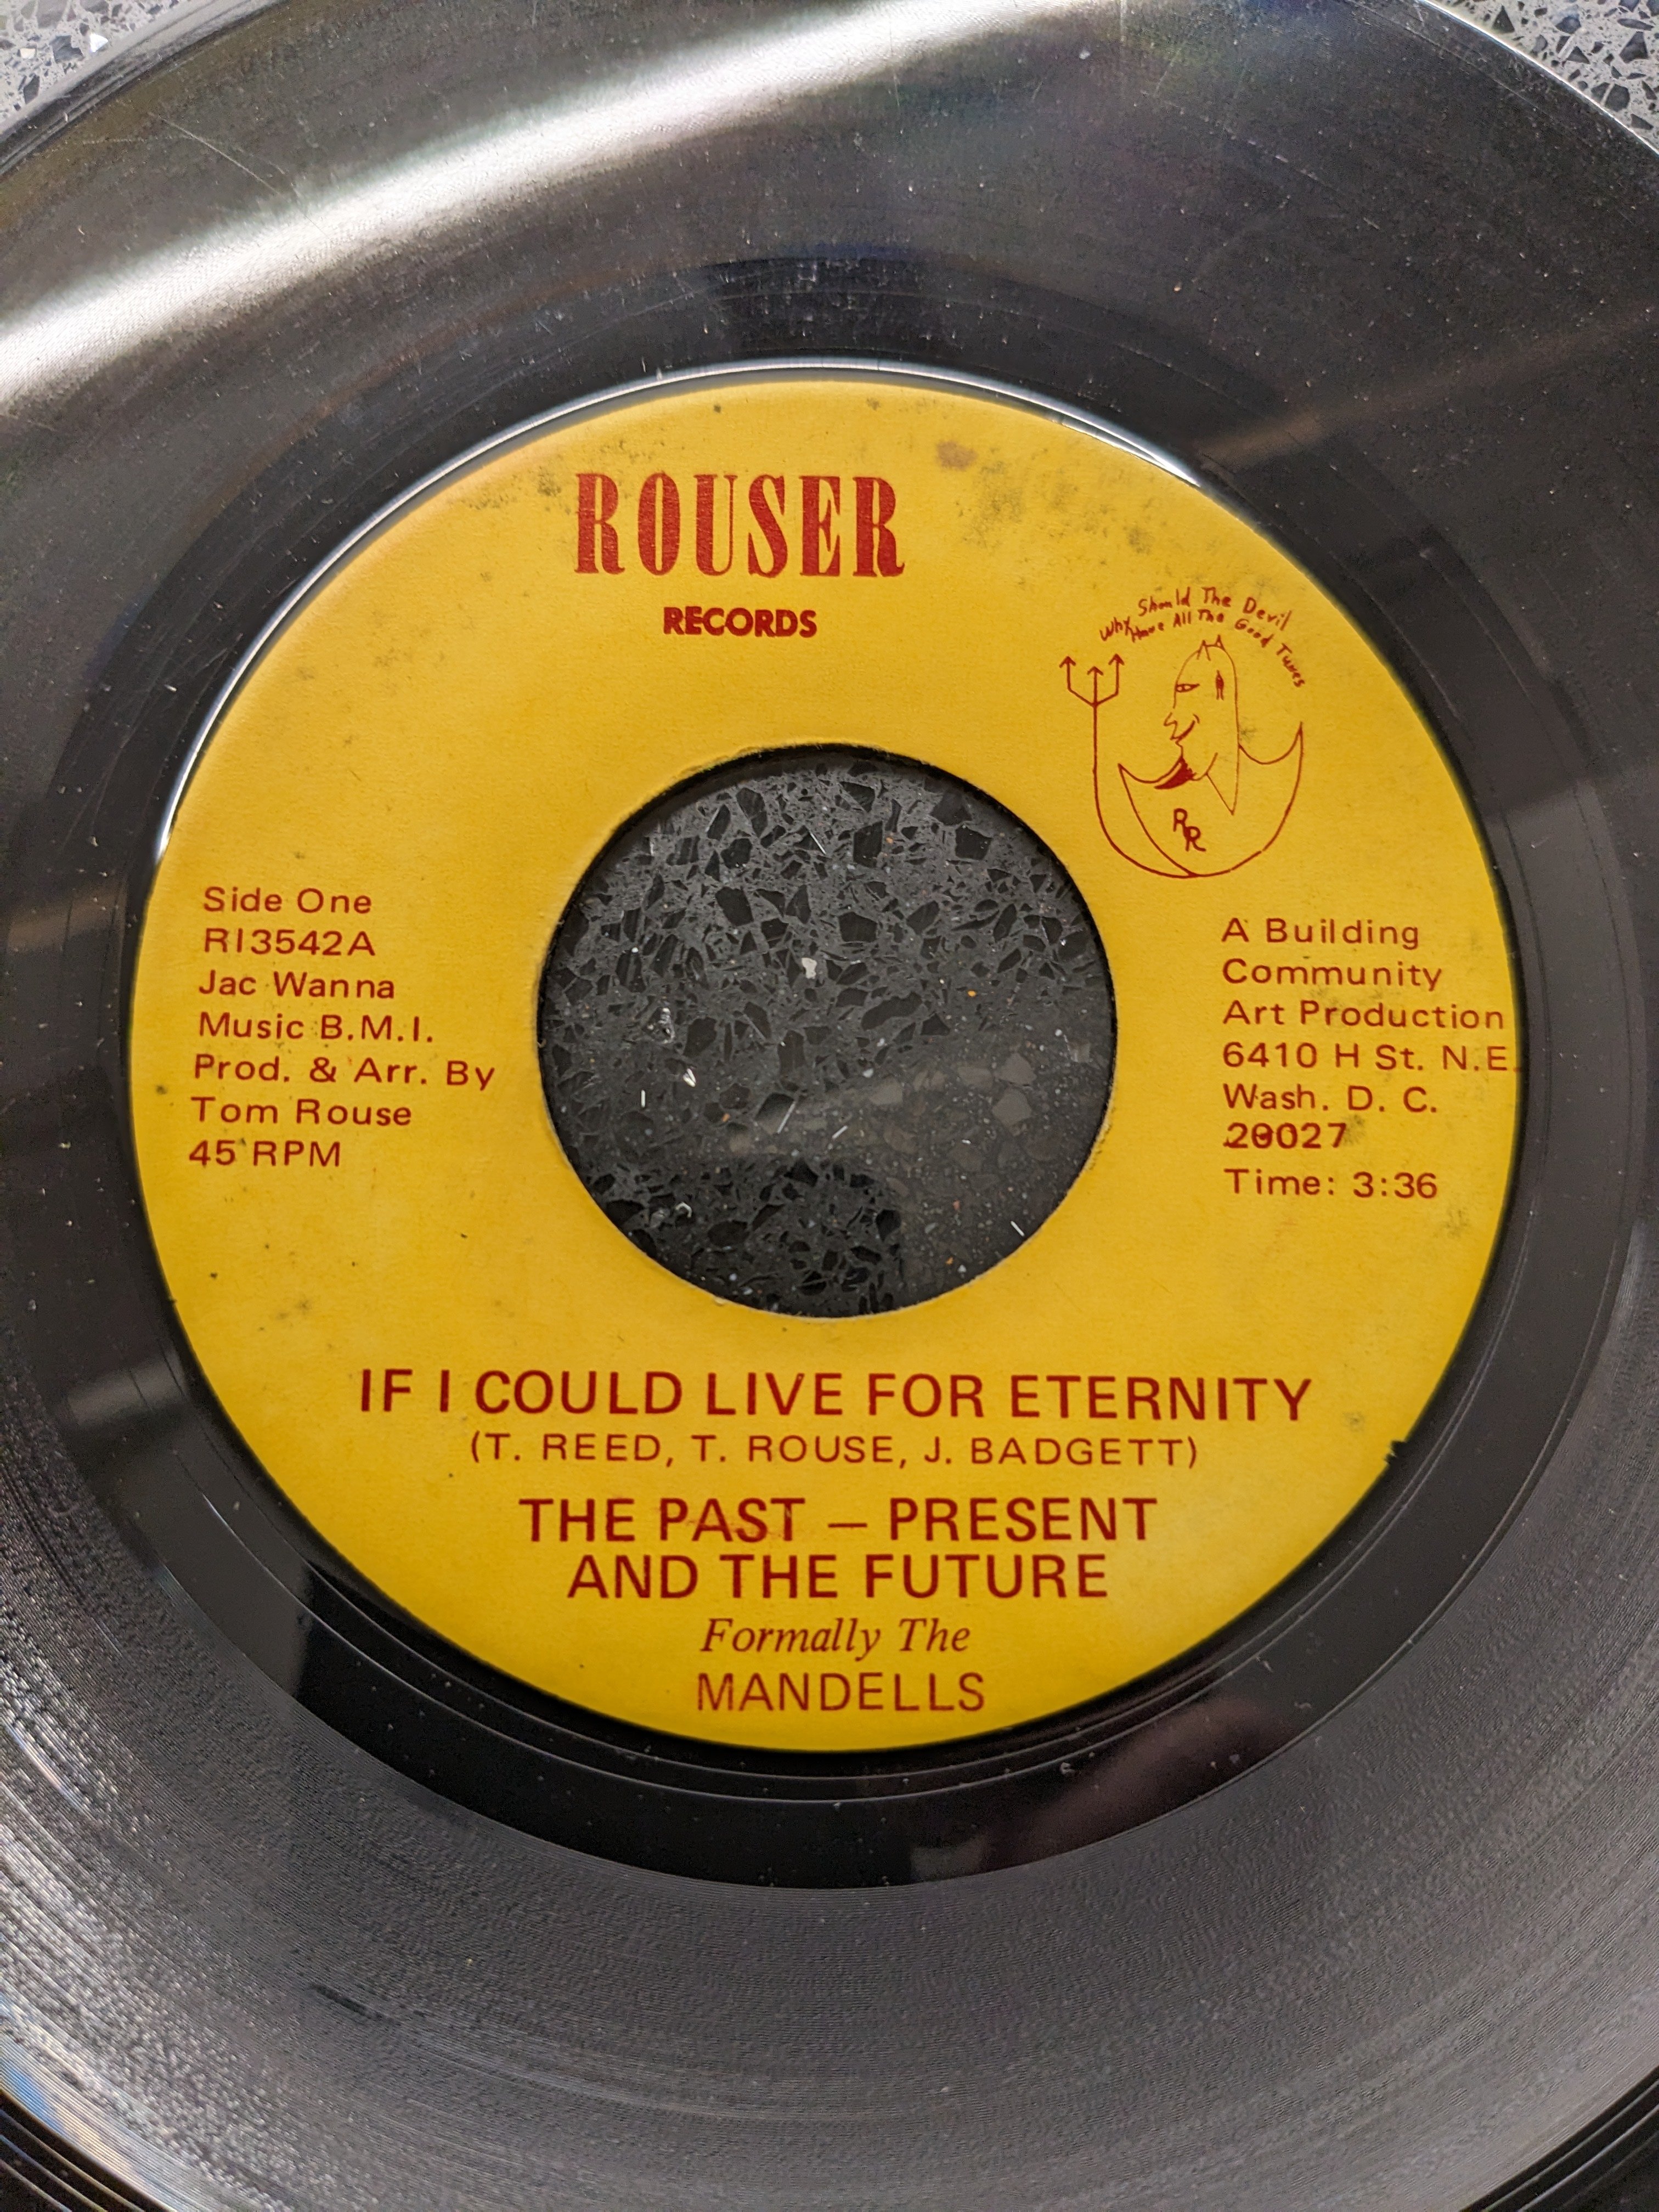 ROUSER
RECORDS
Why Should The Devil
Have All The Good Tunes
RR
Side One
RI3542A
Jac Wanna
Music B.M.I.
Prod. & Arr. By
Tom Rouse
45 RPM
A Building
Community
Art Production
6410 H St. N.E.
Wash. D. C.
20027
Time: 3:36
IF I COULD LIVE FOR ETERNITY
(T. REED, T. ROUSE, J. BADGETT)
THE PAST — PRESENT
AND THE FUTURE
Formally The
MANDELLS